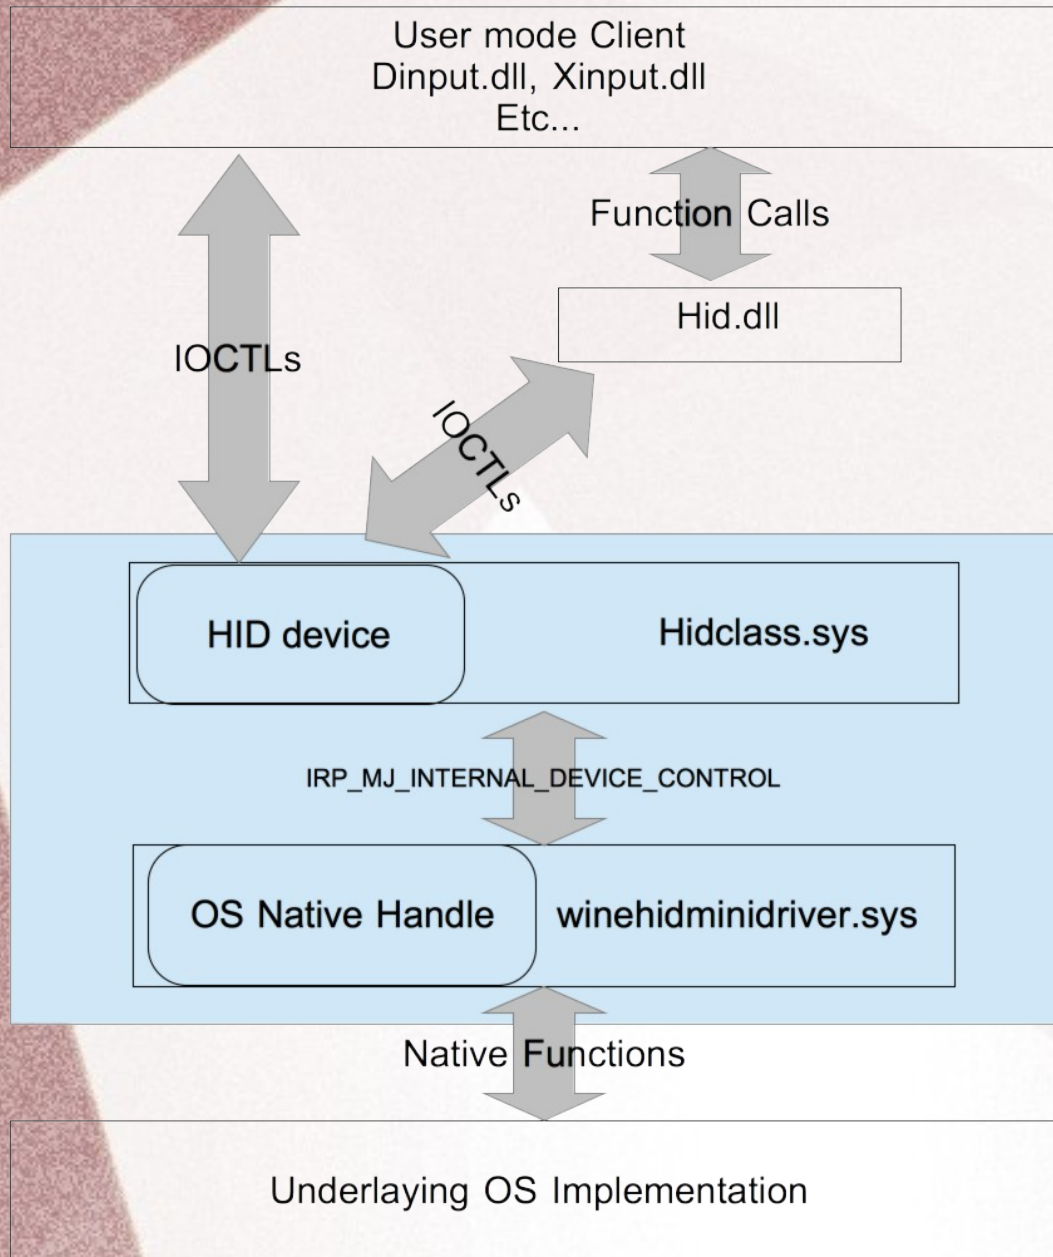 User mode Client
Dinput.dll, Xinput.dll
Etc...
Function Calls
Hid.dll
IOCTLs
IOCTLs
HID device
Hidclass.sys
IRP_MJ_INTERNAL_DEVICE_CONTROL
OS Native Handle
winehidminidriver.sys
Native Functions
Underlaying OS Implementation